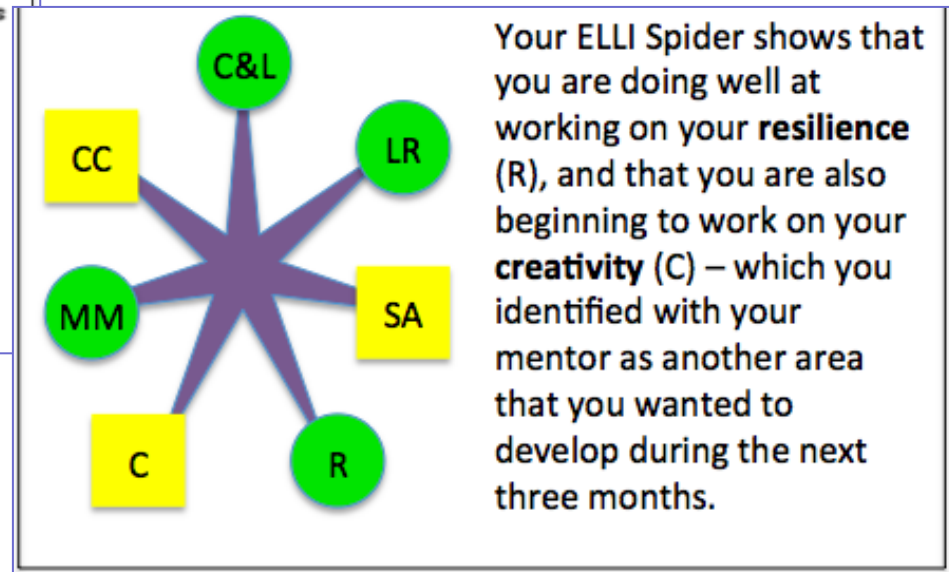 C&L
LR
CC
SA
MM
C
R
Your ELLI Spider shows that
you are doing well at
working on your resilience
(R), and that you are also
beginning to work on your
creativity (C) – which you
identified with your
mentor as another area
that you wanted to
develop during the next
three months.